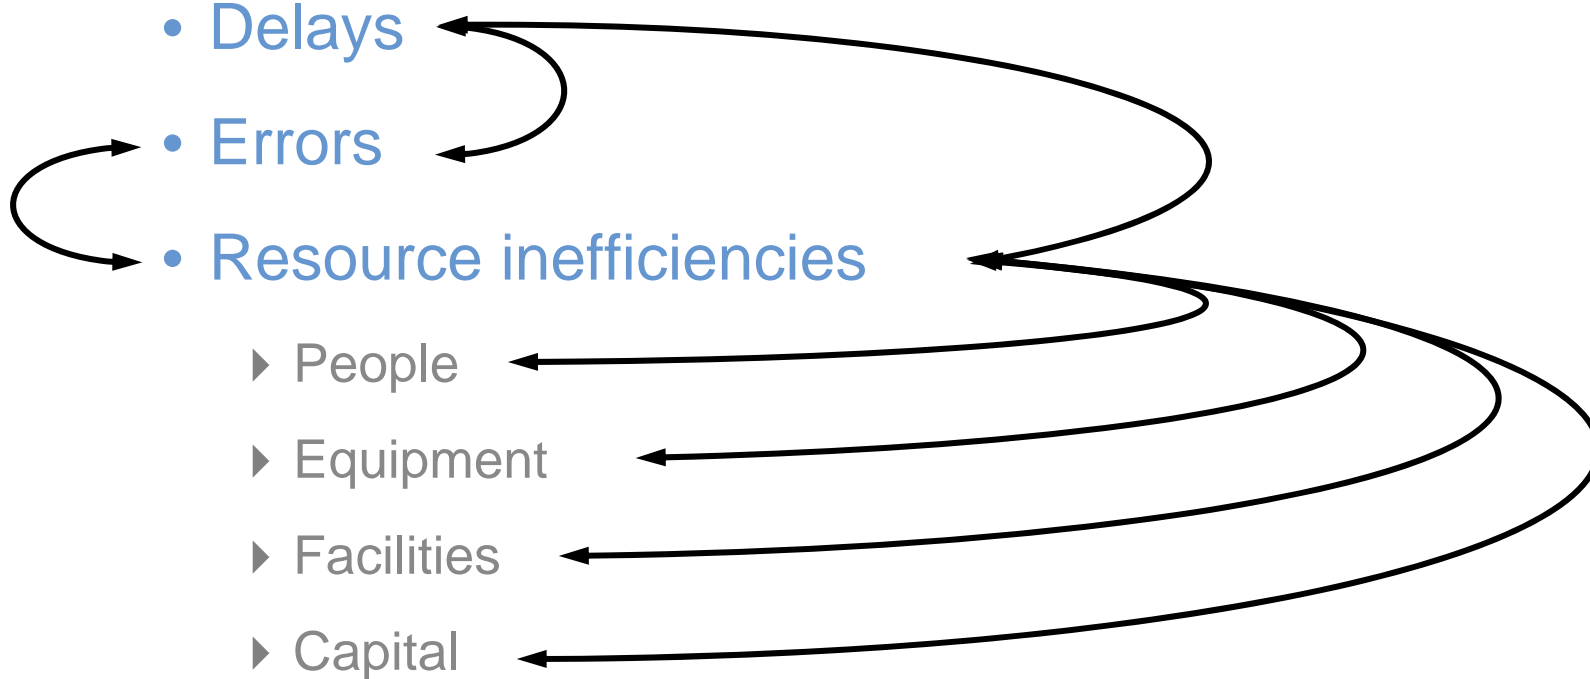 • Delays
• Errors
• Resource inefficiencies
▸ People
▸ Equipment
▸ Facilities
▸ Capital